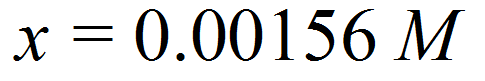 x = 0.00156 M